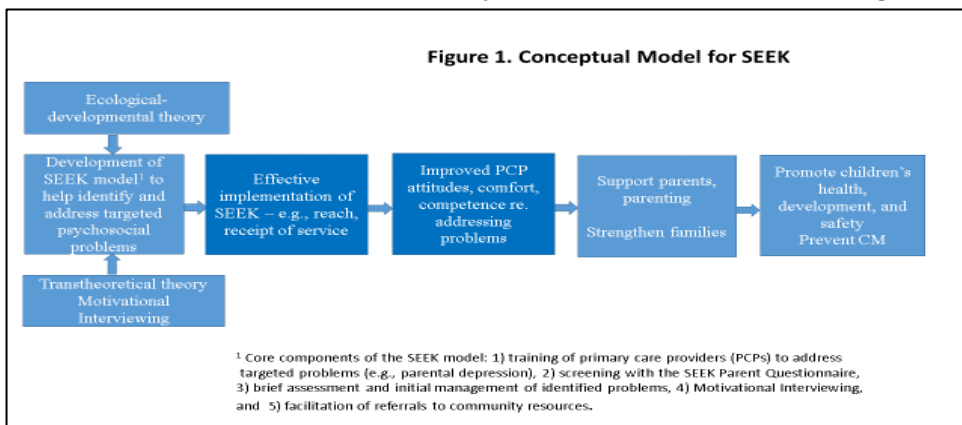 Figure 1. Conceptual Model for SEEK
Ecological-
developmental theory
Development of
SEEK model¹ to
help identify and
address targeted
psychosocial
problems
Transtheoretical theory
Motivational
Interviewing
Effective
implementation of
SEEK – e.g., reach,
receipt of service
Improved PCP
attitudes, comfort,
competence re.
addressing
problems
Support parents,
parenting
Strengthen families
Promote children's
health,
development, and
safety
Prevent CM
¹ Core components of the SEEK model: 1) training of primary care providers (PCPs) to address
targeted problems (e.g., parental depression), 2) screening with the SEEK Parent Questionnaire,
3) brief assessment and initial management of identified problems, 4) Motivational Interviewing,
and 5) facilitation of referrals to community resources.